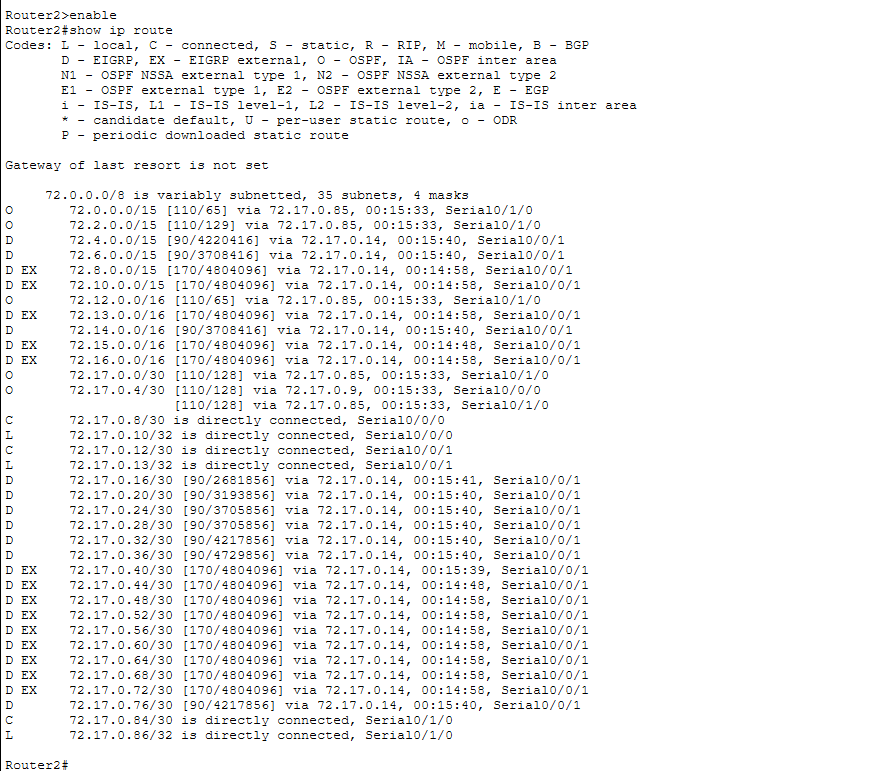 Router2>enable
Router2#show ip route
Codes: L - local, C - connected, S - static, R - RIP, M - mobile, B - BGP
       D - EIGRP, EX - EIGRP external, O - OSPF, IA - OSPF inter area
       N1 - OSPF NSSA external type 1, N2 - OSPF NSSA external type 2
       E1 - OSPF external type 1, E2 - OSPF external type 2, E - EGP
       i - IS-IS, L1 - IS-IS level-1, L2 - IS-IS level-2, ia - IS-IS inter area
       * - candidate default, U - per-user static route, o - ODR
       P - periodic downloaded static route

Gateway of last resort is not set

     72.0.0.0/8 is variably subnetted, 35 subnets, 4 masks
O       72.0.0.0/15 [110/65] via 72.17.0.85, 00:15:33, Serial0/1/0
O       72.2.0.0/15 [110/129] via 72.17.0.85, 00:15:33, Serial0/1/0
D       72.4.0.0/15 [90/4220416] via 72.17.0.14, 00:15:40, Serial0/0/1
D       72.6.0.0/15 [90/3708416] via 72.17.0.14, 00:15:40, Serial0/0/1
D EX    72.8.0.0/15 [170/4804096] via 72.17.0.14, 00:14:58, Serial0/0/1
D EX    72.10.0.0/15 [170/4804096] via 72.17.0.14, 00:14:58, Serial0/0/1
O       72.12.0.0/16 [110/65] via 72.17.0.85, 00:15:33, Serial0/1/0
D EX    72.13.0.0/16 [170/4804096] via 72.17.0.14, 00:14:58, Serial0/0/1
D       72.14.0.0/16 [90/3708416] via 72.17.0.14, 00:15:40, Serial0/0/1
D EX    72.15.0.0/16 [170/4804096] via 72.17.0.14, 00:14:48, Serial0/0/1
D EX    72.16.0.0/16 [170/4804096] via 72.17.0.14, 00:14:58, Serial0/0/1
O       72.17.0.0/30 [110/128] via 72.17.0.85, 00:15:33, Serial0/1/0
O       72.17.0.4/30 [110/128] via 72.17.0.9, 00:15:33, Serial0/0/0
                     [110/128] via 72.17.0.85, 00:15:33, Serial0/1/0
C       72.17.0.8/30 is directly connected, Serial0/0/0
L       72.17.0.10/32 is directly connected, Serial0/0/0
C       72.17.0.12/30 is directly connected, Serial0/0/1
L       72.17.0.13/32 is directly connected, Serial0/0/1
D       72.17.0.16/30 [90/2681856] via 72.17.0.14, 00:15:41, Serial0/0/1
D       72.17.0.20/30 [90/3193856] via 72.17.0.14, 00:15:40, Serial0/0/1
D       72.17.0.24/30 [90/3705856] via 72.17.0.14, 00:15:40, Serial0/0/1
D       72.17.0.28/30 [90/3705856] via 72.17.0.14, 00:15:40, Serial0/0/1
D       72.17.0.32/30 [90/4217856] via 72.17.0.14, 00:15:40, Serial0/0/1
D       72.17.0.36/30 [90/4729856] via 72.17.0.14, 00:15:40, Serial0/0/1
D EX    72.17.0.40/30 [170/4804096] via 72.17.0.14, 00:15:39, Serial0/0/1
D EX    72.17.0.44/30 [170/4804096] via 72.17.0.14, 00:14:48, Serial0/0/1
D EX    72.17.0.48/30 [170/4804096] via 72.17.0.14, 00:14:58, Serial0/0/1
D EX    72.17.0.52/30 [170/4804096] via 72.17.0.14, 00:14:58, Serial0/0/1
D EX    72.17.0.56/30 [170/4804096] via 72.17.0.14, 00:14:58, Serial0/0/1
D EX    72.17.0.60/30 [170/4804096] via 72.17.0.14, 00:14:58, Serial0/0/1
D EX    72.17.0.64/30 [170/4804096] via 72.17.0.14, 00:14:58, Serial0/0/1
D EX    72.17.0.68/30 [170/4804096] via 72.17.0.14, 00:14:58, Serial0/0/1
D EX    72.17.0.72/30 [170/4804096] via 72.17.0.14, 00:14:58, Serial0/0/1
D       72.17.0.76/30 [90/4217856] via 72.17.0.14, 00:15:40, Serial0/0/1
C       72.17.0.84/30 is directly connected, Serial0/1/0
L       72.17.0.86/32 is directly connected, Serial0/1/0

Router2#